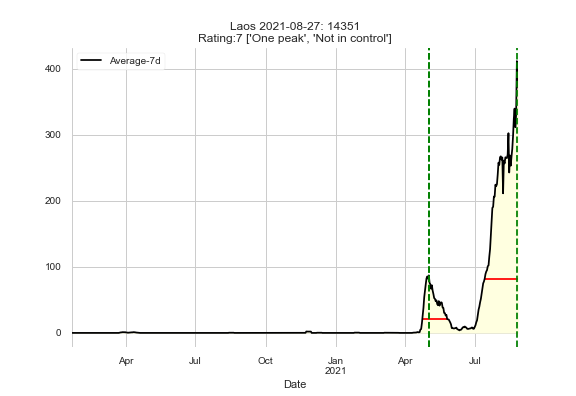 Laos 2021-08-27: 14351
Rating:7 ['One peak', 'Not in control']
Average-7d
400
300
200
100
0
Apr Jul Oct Jan Apr Jul
2021
Date